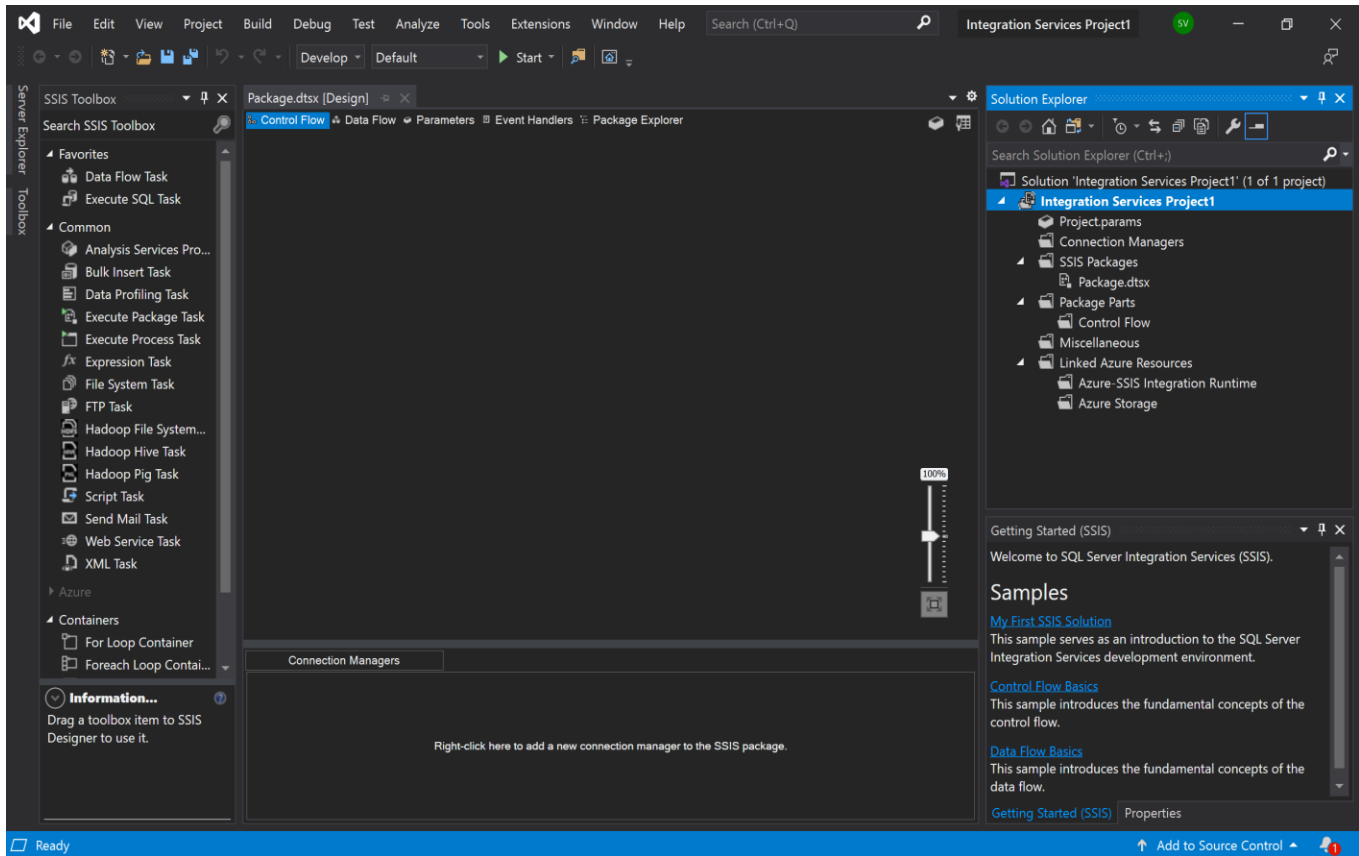 File Edit View Project Build Debug Test Analyze Tools Extensions Window Help Search (Ctrl+Q) Integration Services Project1 SV
Develop Default Start
Server Explorer
Toolbox
SSIS Toolbox
Search SSIS Toolbox
Favorites
Data Flow Task
Execute SQL Task
Common
Analysis Services Pro...
Bulk Insert Task
Data Profiling Task
Execute Package Task
Execute Process Task
fx Expression Task
File System Task
FTP Task
Hadoop File System...
Hadoop Hive Task
Hadoop Pig Task
Script Task
Send Mail Task
Web Service Task
XML Task
Azure
Containers
For Loop Container
Foreach Loop Contai...
Information...
Drag a toolbox item to SSIS
Designer to use it.
Package.dtsx [Design]
Control Flow Data Flow Parameters Event Handlers Package Explorer
100%
Connection Managers
Right-click here to add a new connection manager to the SSIS package.
Solution Explorer
Search Solution Explorer (Ctrl+;)
Solution 'Integration Services Project1' (1 of 1 project)
Integration Services Project1
Project.params
Connection Managers
SSIS Packages
Package.dtsx
Package Parts
Control Flow
Miscellaneous
Linked Azure Resources
Azure-SSIS Integration Runtime
Azure Storage
Getting Started (SSIS)
Welcome to SQL Server Integration Services (SSIS).
Samples
My First SSIS Solution
This sample serves as an introduction to the SQL Server
Integration Services development environment.
Control Flow Basics
This sample introduces the fundamental concepts of the
control flow.
Data Flow Basics
This sample introduces the fundamental concepts of the
data flow.
Getting Started (SSIS) Properties
Ready
Add to Source Control 1